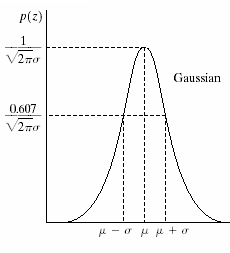 p(z)
1
√2πσ
Gaussian
0.607
√2πσ
μ − σ μ μ + σ